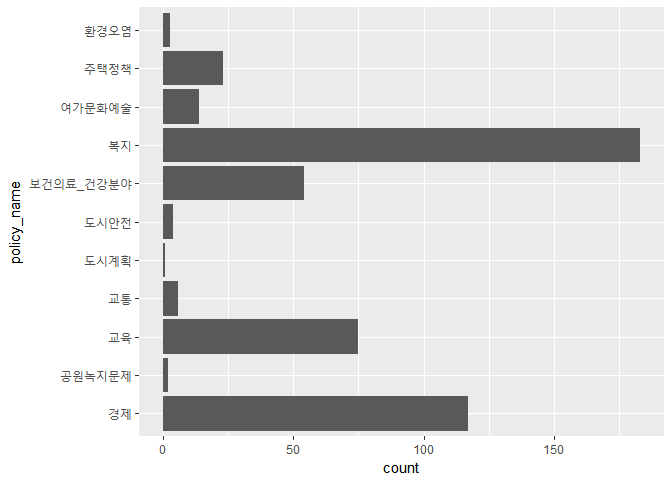 policy_name
환경오염
주택정책
여가문화예술
복지
보건의료_건강분야
도시안전
도시계획
교통
교육
공원녹지문제
경제
0 50 100 150
count